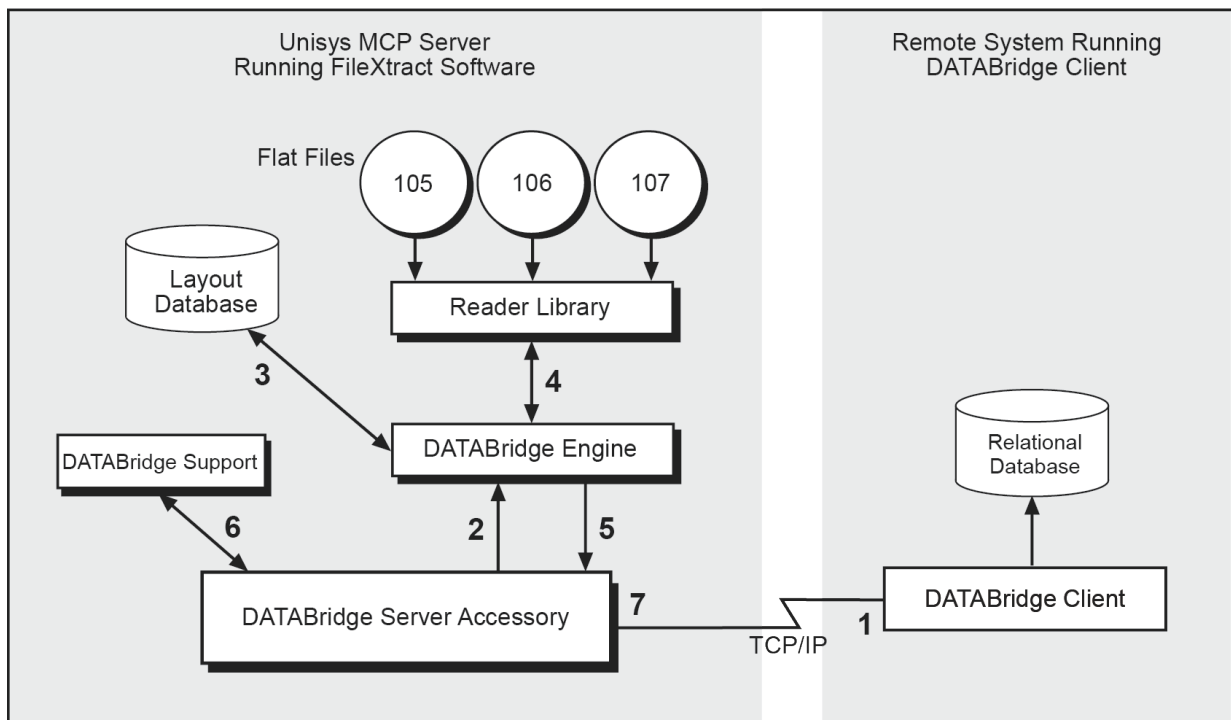 Unisys MCP Server
Running FileXtract Software
Remote System Running
DATABridge Client
Flat Files
105
106
107
Layout
Database
Reader Library
3
4
DATABridge Support
DATABridge Engine
Relational
Database
6
2
5
DATABridge Server Accessory
7
TCP/IP
1
DATABridge Client